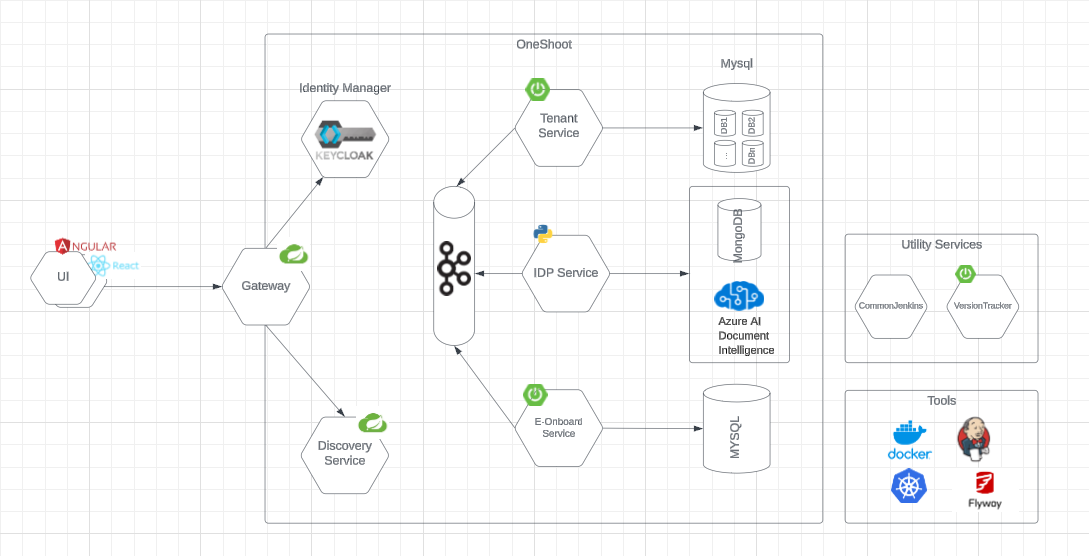 OneShoot
Identity Manager
KEYCLOAK
Tenant
Service
Mysql
DB1
DB2
...
DBn
ANGULAR
React
UI
Gateway
IDP Service
MongoDB
Azure AI
Document
Intelligence
Discovery
Service
E-Onboard
Service
MYSQL
Utility Services
CommonJenkins
VersionTracker
Tools
docker
Flyway